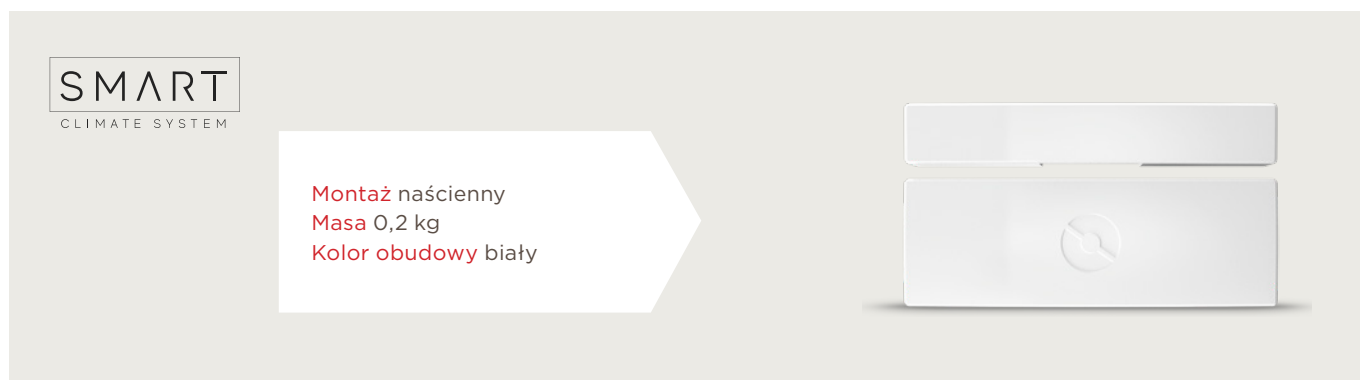 SMART
CLIMATE SYSTEM
Montaż naścienny
Masa 0,2 kg
Kolor obudowy biały